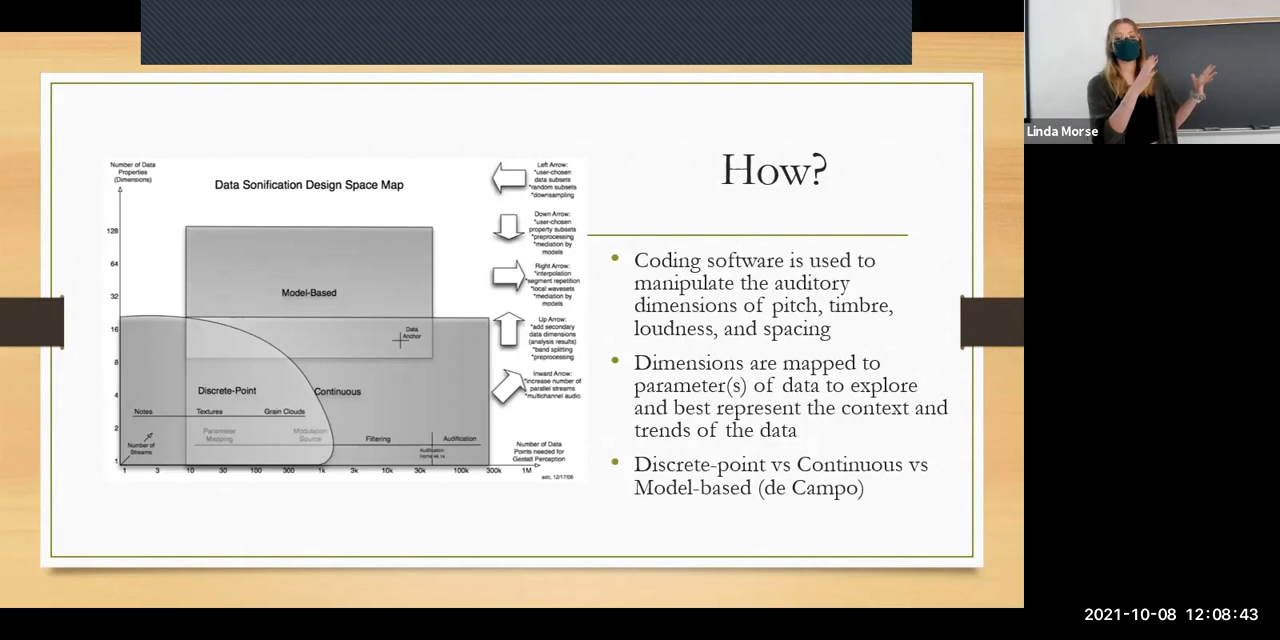 Number of Data
Properties
(Dimensions)
Data Sonification Design Space Map
128
64
32
16
8
4
2
1
Model-Based
Data
Anchor
Discrete-Point
Continuous
Notes
Textures
Grain Clouds
Parameter
Mapping
Modulation
Source
Filtering
Audification
Number of
Streams
Audification
Home 44.1k
Number of Data
Points needed for
Gestalt Perception
1
3
10
30
100
300
1k
3k
10k
30k
100k
300k
1M
adc, 12/17/06
Left Arrow:
*user-chosen
data subsets
*random subsets
*downsampling
Down Arrow:
*user-chosen
property subsets
*preprocessing
*mediation by
models
Right Arrow:
*interpolation
*segment repetition
*local wavesets
*mediation by
models
Up Arrow:
*add secondary
data dimensions
(analysis results)
*band splitting
*preprocessing
Inward Arrow:
*increase number of
parallel streams
*multichannel audio
How?
Coding software is used to
manipulate the auditory
dimensions of pitch, timbre,
loudness, and spacing
Dimensions are mapped to
parameter(s) of data to explore
and best represent the context and
trends of the data
Discrete-point vs Continuous vs
Model-based (de Campo)
Linda Morse
2021-10-08 12:08:43